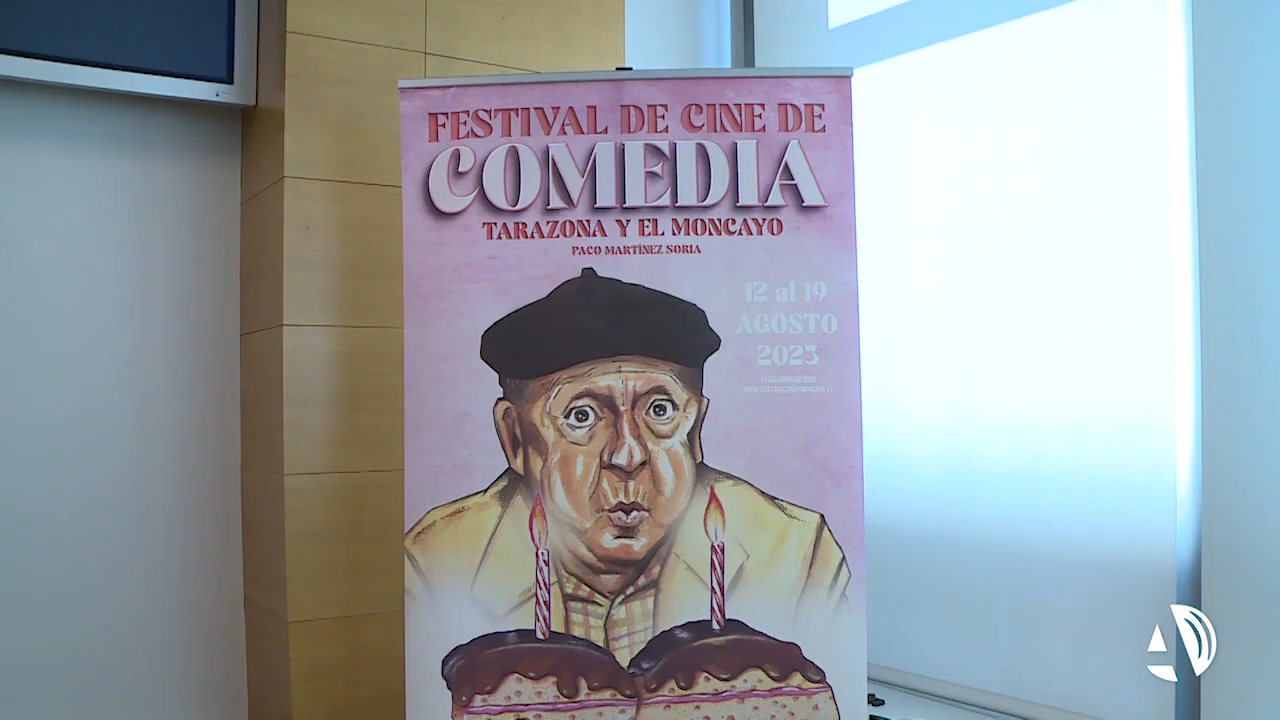 FESTIVAL DE CINE DE
COMEDIA
TARAZONA Y EL MONCAYO
PACO MARTÍNEZ SORIA
12 al 19
AGOSTO
2023